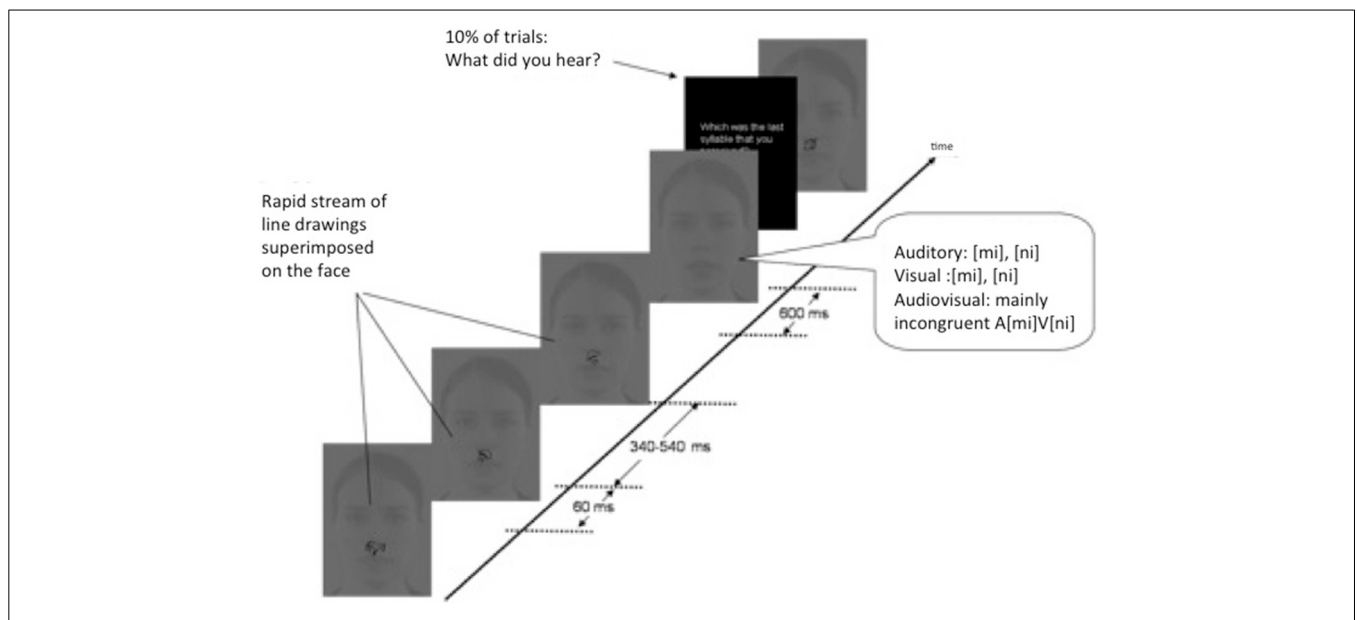 10% of trials:
What did you hear?
Which was the last
syllable that you
time
Rapid stream of
line drawings
superimposed
on the face
Auditory: [mi], [ni]
Visual :[mi], [ni]
Audiovisual: mainly
incongruent A[mi]V[ni]
600 ms
340-540 ms
60 ms